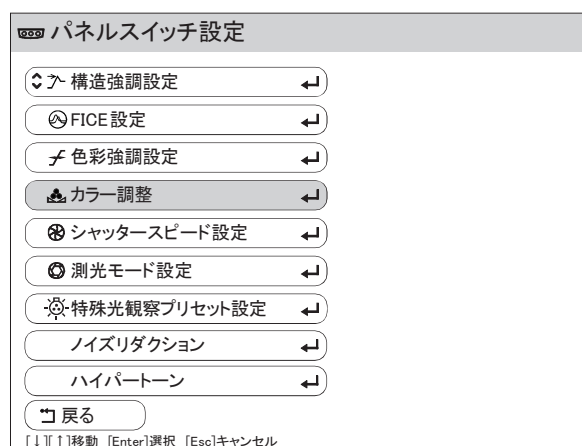 パネルスイッチ設定
構造強調設定
FICE設定
色彩強調設定
カラー調整
シャッタースピード設定
測光モード設定
特殊光観察プリセット設定
ノイズリダクション
ハイパートーン
戻る
[↓][↑]移動 [Enter]選択 [Esc]キャンセル